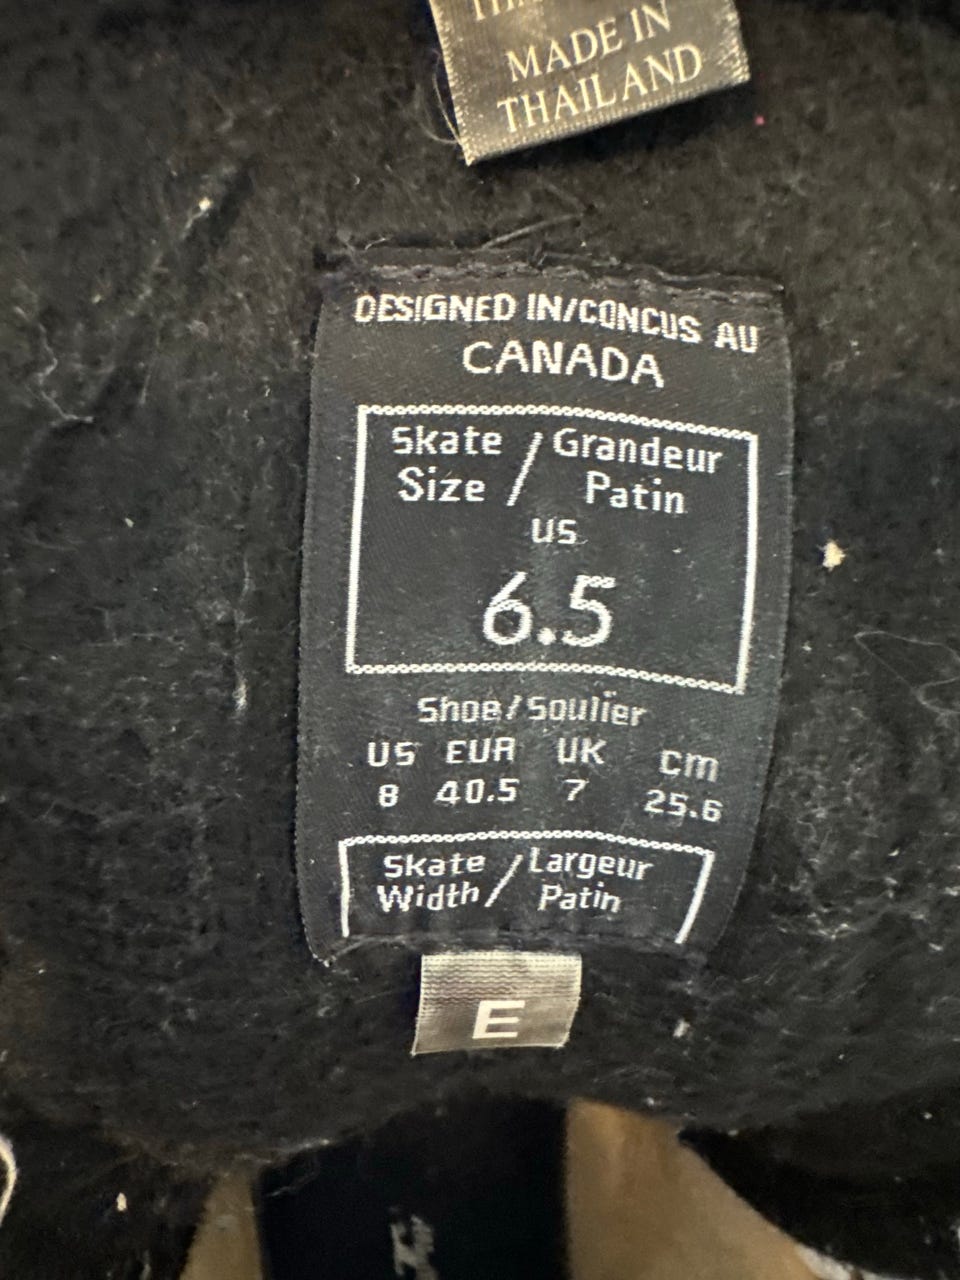 MADE IN
THAILAND
DESIGNED IN/CONCUS AU
CANADA
Skate / Grandeur
Size / Patin
US
6.5
Shoe/Soulier
US EUR UK cm
8 40.5 7 25.6
Skate / Largeur
Width / Patin
E